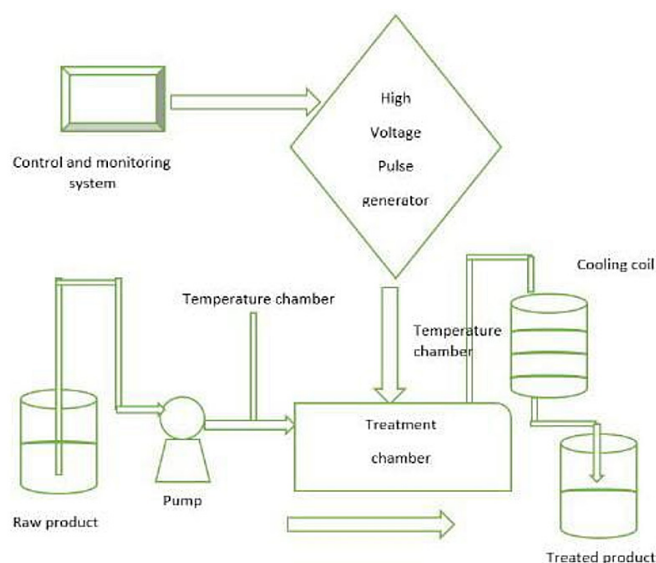 High
Voltage
Pulse
generator
Control and monitoring
system
Cooling coil
Temperature chamber
Temperature
chamber
Treatment
chamber
Pump
Raw product
Treated product